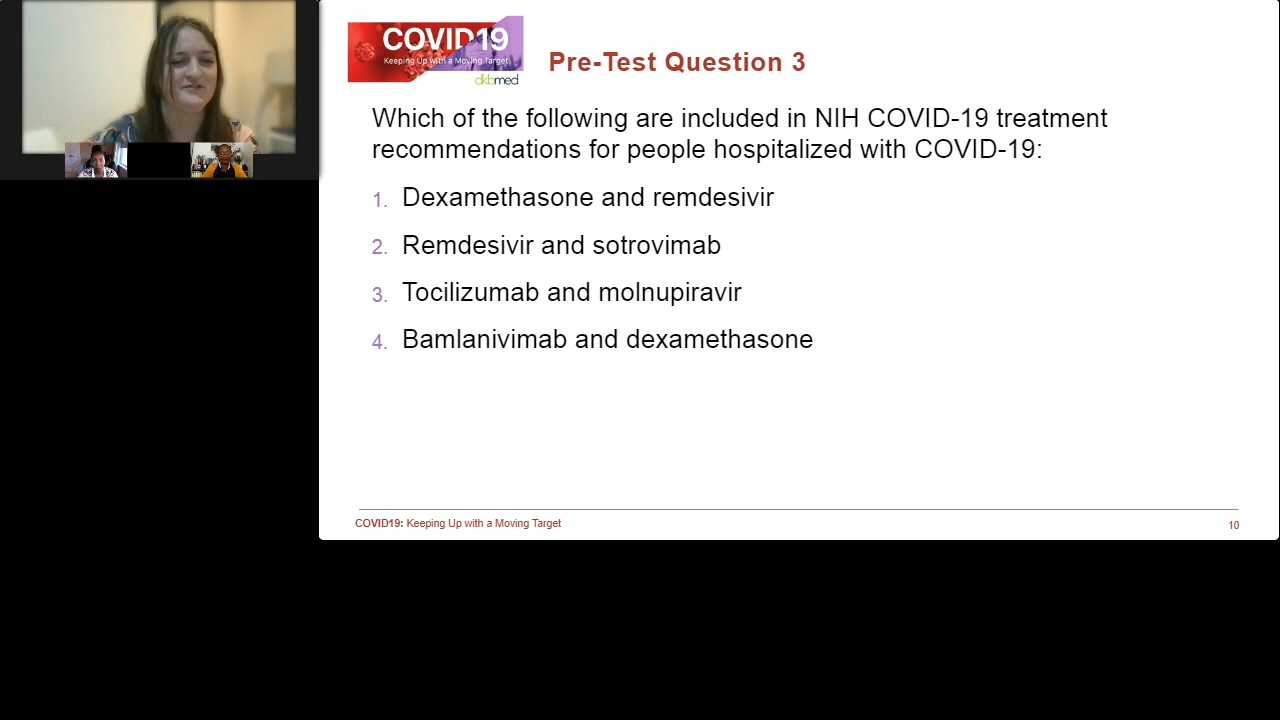 COVID19
Keeping Up with a Moving Target
dkbmed
Pre-Test Question 3
Which of the following are included in NIH COVID-19 treatment
recommendations for people hospitalized with COVID-19:
1. Dexamethasone and remdesivir
2. Remdesivir and sotrovimab
3. Tocilizumab and molnupiravir
4. Bamlanivimab and dexamethasone
COVID19: Keeping Up with a Moving Target
10